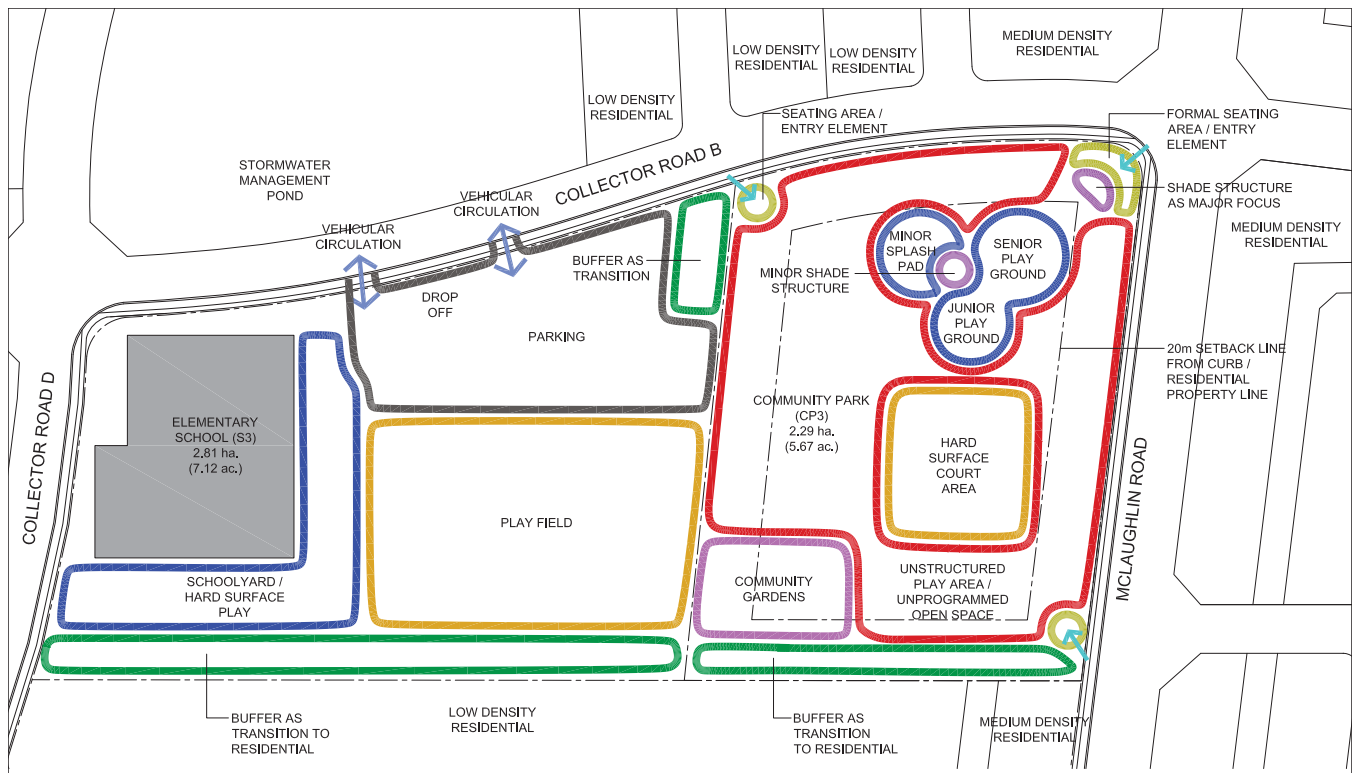 MEDIUM DENSITY
RESIDENTIAL
LOW DENSITY
RESIDENTIAL
LOW DENSITY
RESIDENTIAL
LOW DENSITY
RESIDENTIAL
SEATING AREA /
ENTRY ELEMENT
FORMAL SEATING
AREA / ENTRY
ELEMENT
STORMWATER
MANAGEMENT
POND
COLLECTOR ROAD B
VEHICULAR
CIRCULATION
VEHICULAR
CIRCULATION
SHADE STRUCTURE
AS MAJOR FOCUS
MEDIUM DENSITY
RESIDENTIAL
BUFFER AS
TRANSITION
MINOR
SPLASH
PAD
SENIOR
PLAY
GROUND
MINOR SHADE
STRUCTURE
DROP
OFF
JUNIOR
PLAY
GROUND
PARKING
20m SETBACK LINE
FROM CURB /
RESIDENTIAL
PROPERTY LINE
COLLECTOR ROAD D
ELEMENTARY
SCHOOL (S3)
2.81 ha.
(7.12 ac.)
COMMUNITY PARK
(CP3)
2.29 ha.
(5.67 ac.)
HARD
SURFACE
COURT
AREA
MCLAUGHLIN ROAD
PLAY FIELD
SCHOOLYARD /
HARD SURFACE
PLAY
COMMUNITY
GARDENS
UNSTRUCTURED
PLAY AREA /
UNPROGRAMMED
OPEN SPACE
BUFFER AS
TRANSITION TO
RESIDENTIAL
LOW DENSITY
RESIDENTIAL
BUFFER AS
TRANSITION
TO RESIDENTIAL
MEDIUM DENSITY
RESIDENTIAL